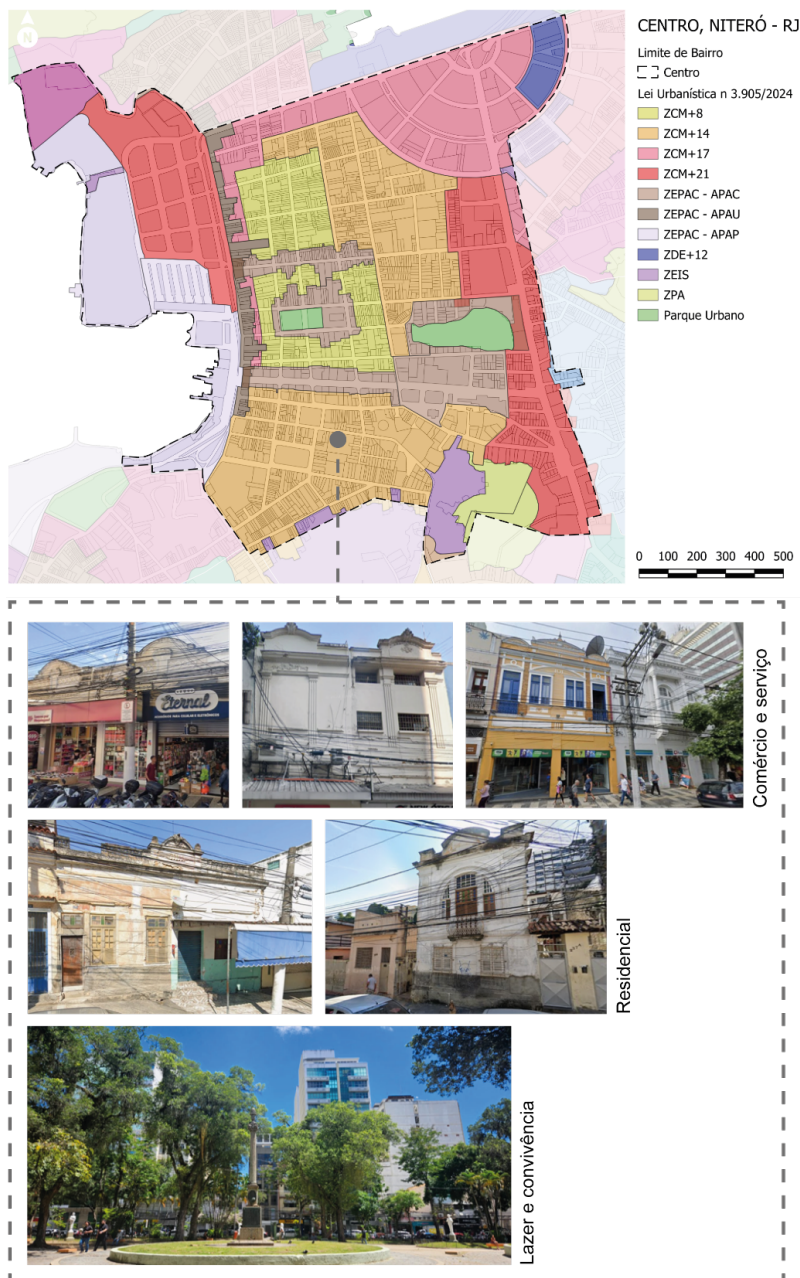 CENTRO, NITERÓ - RJ
Limite de Bairro
Centro
Lei Urbanística n 3.905/2024
ZCM+8
ZCM+14
ZCM+17
ZCM+21
ZEPAC - APAC
ZEPAC - APAU
ZEPAC - APAP
ZDE+12
ZEIS
ZPA
Parque Urbano
N
0 100 200 300 400 500
Eternal
Comércio e serviço
Residencial
Lazer e convivência